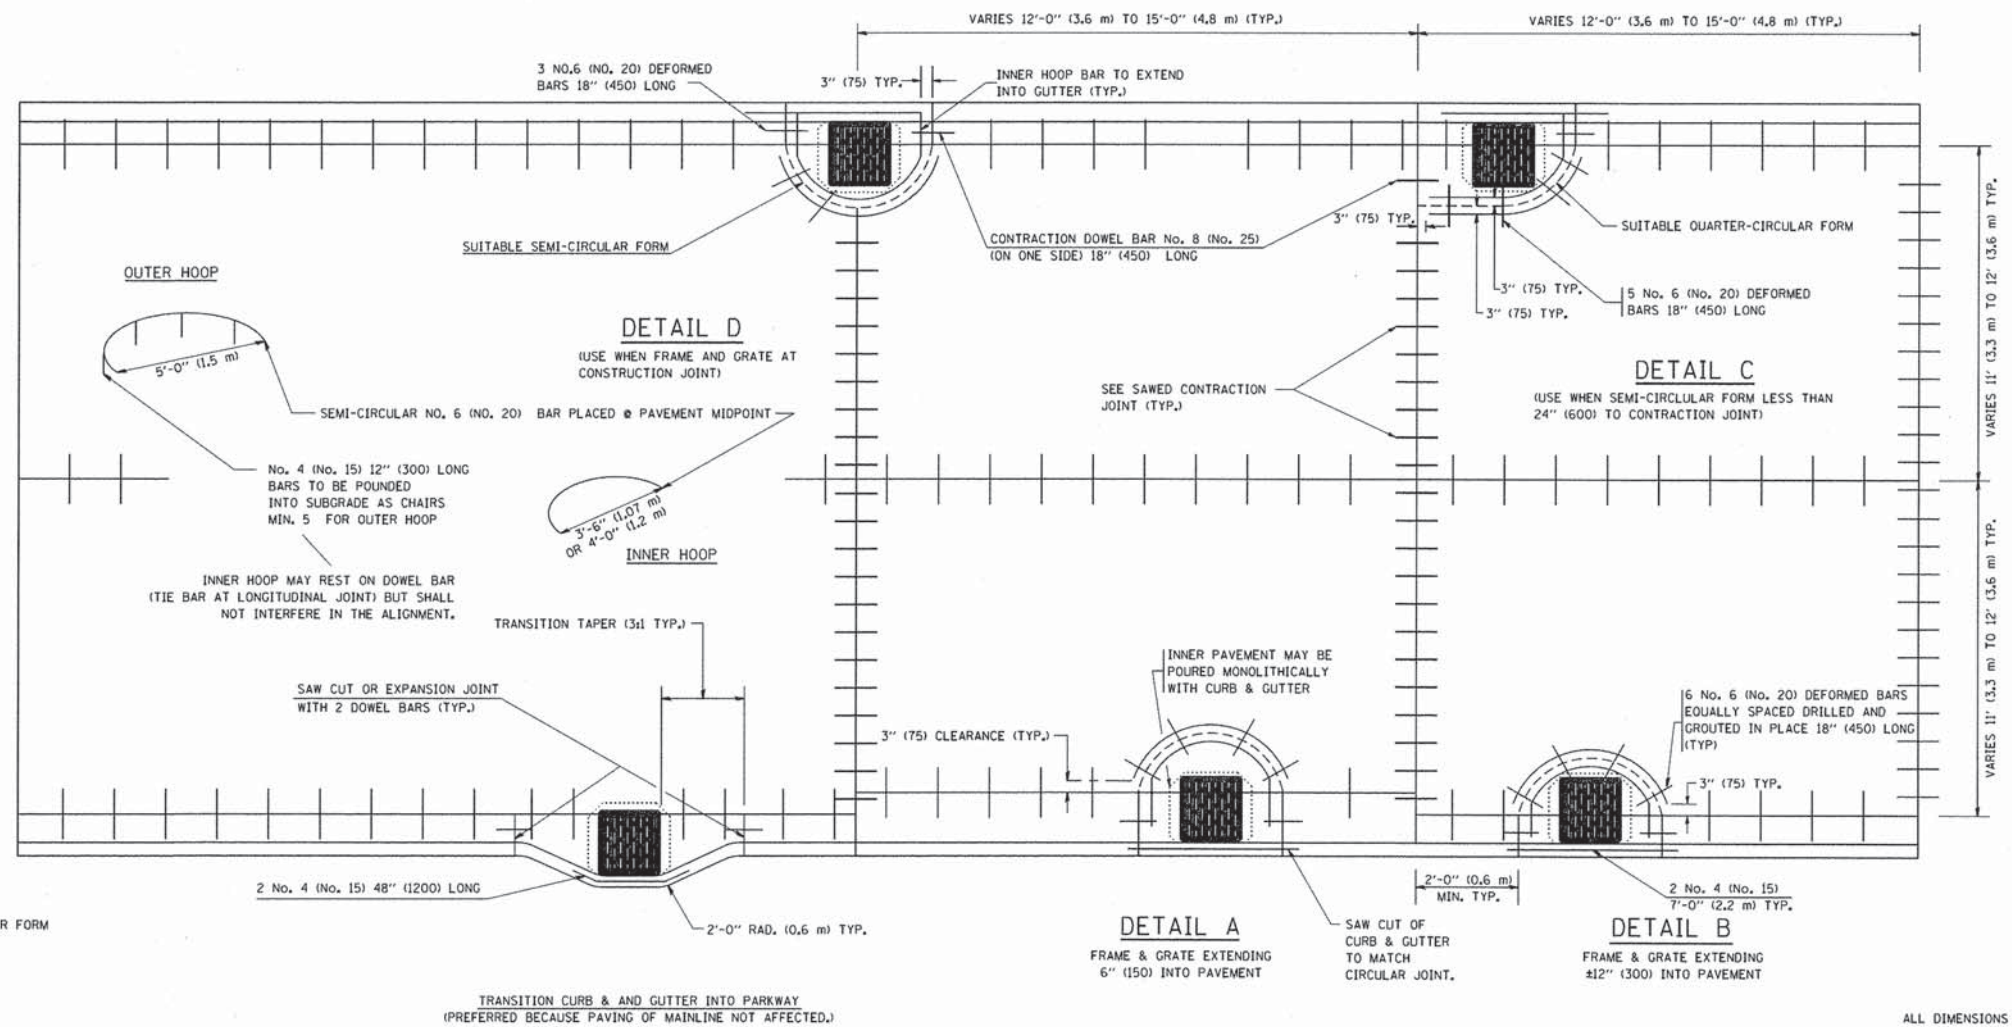 VARIES 12'-0" (3.6 m) TO 15'-0" (4.8 m) (TYP.)
VARIES 12'-0" (3.6 m) TO 15'-0" (4.8 m) (TYP.)
3 NO.6 (NO. 20) DEFORMED
BARS 18" (450) LONG
3" (75) TYP.
INNER HOOP BAR TO EXTEND
INTO GUTTER (TYP.)
SUITABLE SEMI-CIRCULAR FORM
CONTRACTION DOWEL BAR No. 8 (No. 25)
(ON ONE SIDE) 18" (450) LONG
3" (75) TYP.
SUITABLE QUARTER-CIRCULAR FORM
3" (75) TYP.
3" (75) TYP.
5 No. 6 (No. 20) DEFORMED
BARS 18" (450) LONG
VARIES 11' (3.3 m) TO 12' (3.6 m) TYP.
OUTER HOOP
5'-0" (1.5 m)
DETAIL D
(USE WHEN FRAME AND GRATE AT
CONSTRUCTION JOINT)
SEMI-CIRCULAR NO. 6 (NO. 20) BAR PLACED @ PAVEMENT MIDPOINT
SEE SAWED CONTRACTION
JOINT (TYP.)
DETAIL C
(USE WHEN SEMI-CIRCLULAR FORM LESS THAN
24" (600) TO CONTRACTION JOINT)
No. 4 (No. 15) 12" (300) LONG
BARS TO BE POUNDED
INTO SUBGRADE AS CHAIRS
MIN. 5 FOR OUTER HOOP
3'-6" (1.07 m)
OR 4'-0" (1.2 m)
INNER HOOP
INNER HOOP MAY REST ON DOWEL BAR
(TIE BAR AT LONGITUDINAL JOINT) BUT SHALL
NOT INTERFERE IN THE ALIGNMENT.
VARIES 11' (3.3 m) TO 12' (3.6 m) TYP.
TRANSITION TAPER (3:1 TYP.)
SAW CUT OR EXPANSION JOINT
WITH 2 DOWEL BARS (TYP.)
INNER PAVEMENT MAY BE
POURED MONOLITHICALLY
WITH CURB & GUTTER
3" (75) CLEARANCE (TYP.)
6 No. 6 (No. 20) DEFORMED BARS
EQUALLY SPACED DRILLED AND
GROUTED IN PLACE 18" (450) LONG
(TYP)
3" (75) TYP.
2 No. 4 (No. 15) 48" (1200) LONG
2'-0" RAD. (0.6 m) TYP.
2'-0" (0.6 m)
MIN. TYP.
2 No. 4 (No. 15)
7'-0" (2.2 m) TYP.
R FORM
DETAIL A
FRAME & GRATE EXTENDING
6" (150) INTO PAVEMENT
SAW CUT OF
CURB & GUTTER
TO MATCH
CIRCULAR JOINT.
DETAIL B
FRAME & GRATE EXTENDING
±12" (300) INTO PAVEMENT
TRANSITION CURB & AND GUTTER INTO PARKWAY
(PREFERRED BECAUSE PAVING OF MAINLINE NOT AFFECTED.)
ALL DIMENSIONS